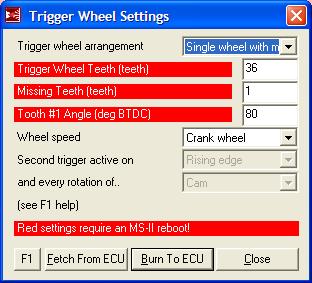 Trigger Wheel Settings
Trigger wheel arrangement Single wheel with m
Trigger Wheel Teeth (teeth) 36
Missing Teeth (teeth) 1
Tooth #1 Angle (deg BTDC) 80
Wheel speed Crank wheel
Second trigger active on Rising edge
and every rotation of.. Cam
(see F1 help)
Red settings require an MS-II reboot!
F1 Fetch From ECU Burn To ECU Close